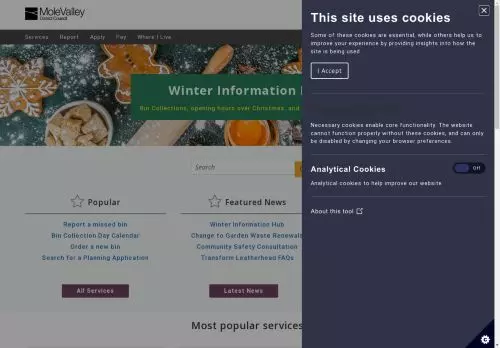 MoleValley
District Council
Services Report Apply Pay Where I Live
Winter Information H
Bin Collections, opening hours over Christmas, and
Search
Popular
Report a missed bin
Bin Collection Day Calendar
Order a new bin
Search for a Planning Application
All Services
Featured News
Winter Information Hub
Change to Garden Waste Renewals
Community Safety Consultation
Transform Leatherhead FAQs
Latest News
Most popular services
This site uses cookies
Some of these cookies are essential, while others help us to
improve your experience by providing insights into how the
site is being used.
I Accept
Necessary cookies enable core functionality. The website
cannot function properly without these cookies, and can only
be disabled by changing your browser preferences.
Analytical Cookies
Off
Analytical cookies to help improve our website.
About this tool